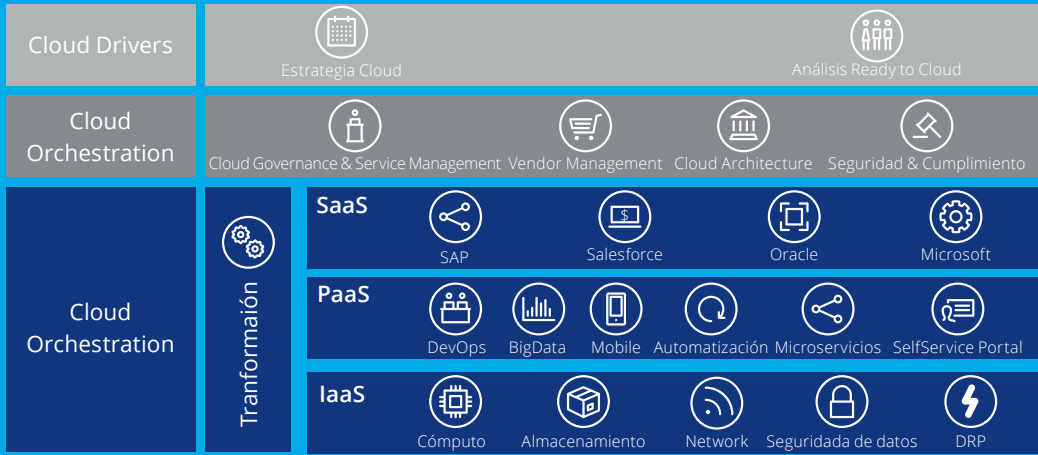 Cloud Drivers
Estrategia Cloud
Análisis Ready to Cloud
Cloud
Orchestration
Cloud Governance & Service Management
Vendor Management
Cloud Architecture
Seguridad & Cumplimiento
Cloud
Orchestration
Tranformaión
SaaS
$
SAP
Salesforce
Oracle
Microsoft
PaaS
DevOps
BigData
Mobile
Automatización
Microservicios
SelfService Portal
IaaS
Cómputo
Almacenamiento
Network
Seguridada de datos
DRP